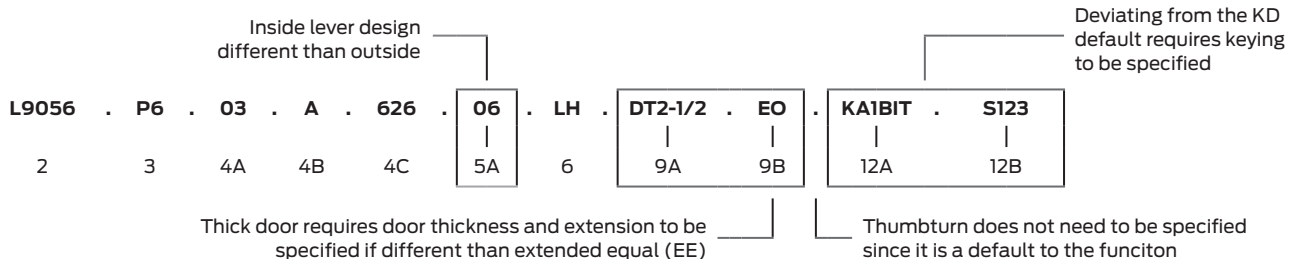 Inside lever design
different than outside
Deviating from the KD
default requires keying
to be specified
L9056 . P6 . 03 . A . 626 . 06 . LH . DT2-1/2 . EO . KA1BIT . S123
2 3 4A 4B 4C 5A 6 9A 9B 12A 12B
Thick door requires door thickness and extension to be
specified if different than extended equal (EE)
Thumbturn does not need to be specified
since it is a default to the funciton